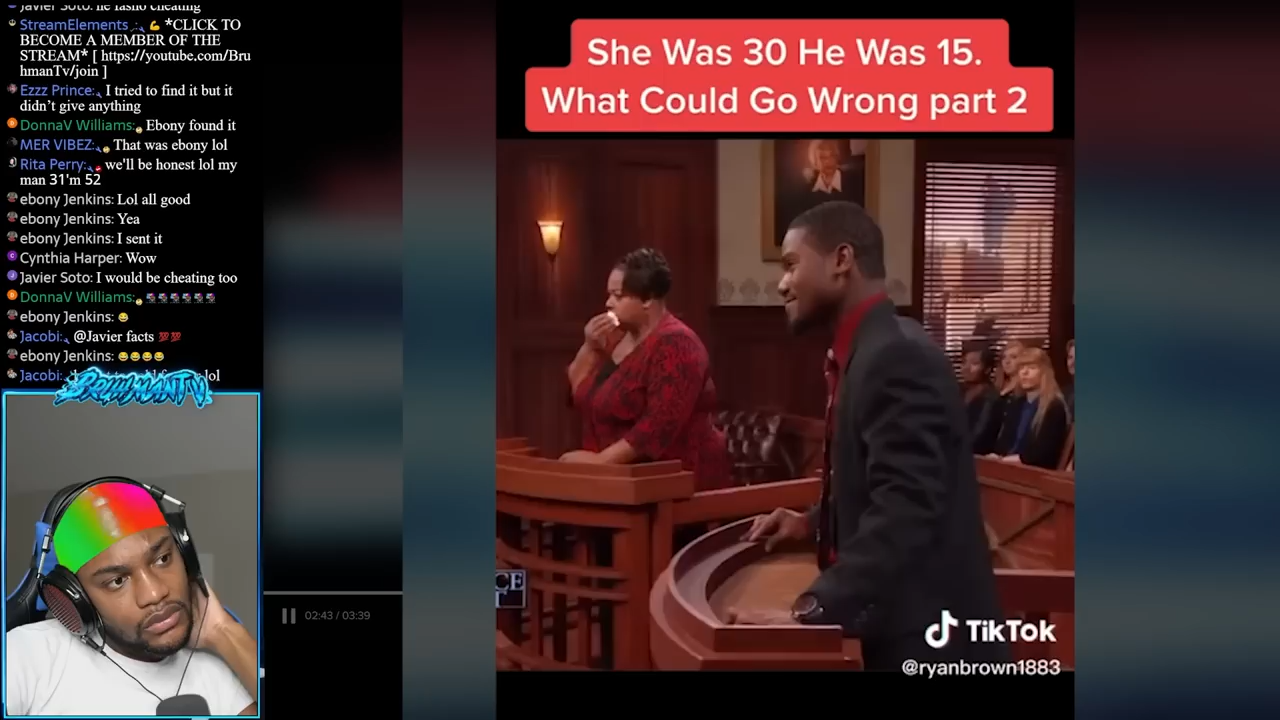 Javier Soto: he fasho cheating
StreamElements 💪 *CLICK TO
BECOME A MEMBER OF THE
STREAM* [ https://youtube.com/Bru
hmanTv/join ]
Ezzz Prince: I tried to find it but it
didn't give anything
DonnaV Williams: Ebony found it
MER VIBEZ: That was ebony lol
Rita Perry: we'll be honest lol my
man 31'm 52
ebony Jenkins: Lol all good
ebony Jenkins: Yea
ebony Jenkins: I sent it
Cynthia Harper: Wow
Javier Soto: I would be cheating too
DonnaV Williams:
ebony Jenkins: 😂
Jacobi: @Javier facts 💯💯
ebony Jenkins: 😂😂😂😂
Jacobi: lol
BRUHMANTV
02:43 / 03:39
She Was 30 He Was 15.
What Could Go Wrong part 2
CE
T
TikTok
@ryanbrown1883